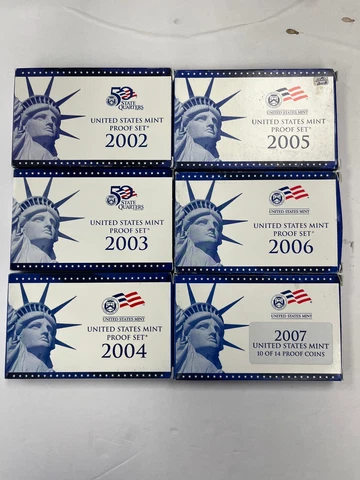 50
STATE
QUARTERS
UNITED STATES MINT
PROOF SET®
2002
UNITED STATES MINT
UNITED STATES MINT
PROOF SET®
2005
50
STATE
QUARTERS
UNITED STATES MINT
PROOF SET®
2003
UNITED STATES MINT
UNITED STATES MINT
PROOF SET®
2006
UNITED STATES MINT
UNITED STATES MINT
PROOF SET®
2004
UNITED STATES MINT
2007
UNITED STATES MINT
10 OF 14 PROOF COINS